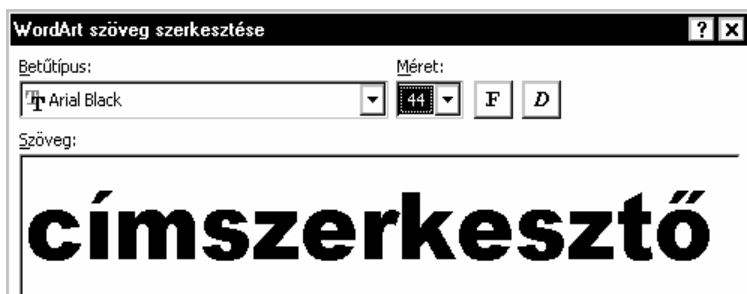 WordArt szöveg szerkesztése ? X
Betűtípus: Méret:
Arial Black 44 F D
Szöveg:
címszerkesztő